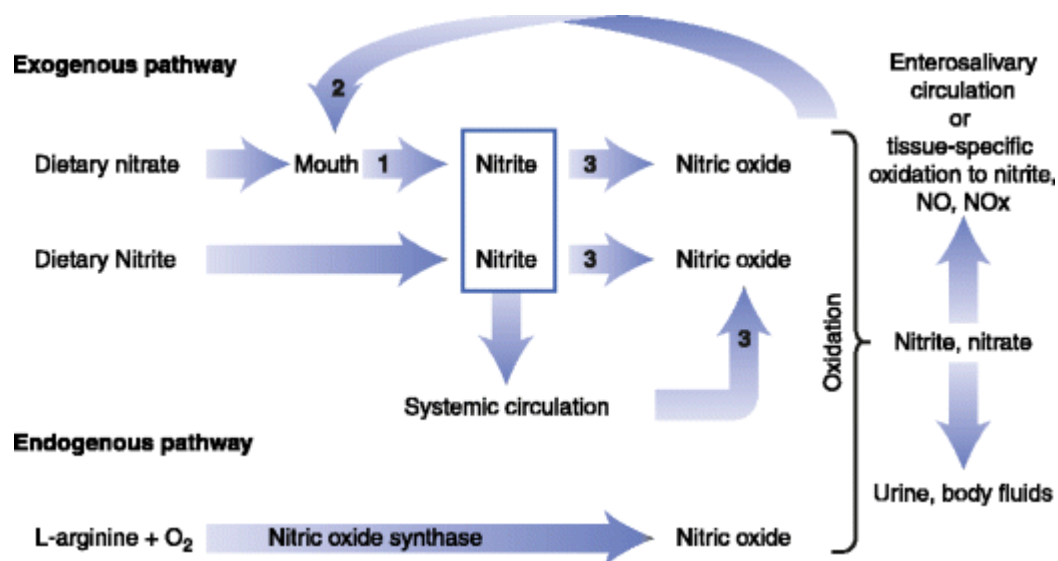 Exogenous pathway
2
Enterosalivary
circulation
or
tissue-specific
oxidation to nitrite,
NO, NOx
Dietary nitrate Mouth 1 Nitrite 3 Nitric oxide
Dietary Nitrite Nitrite 3 Nitric oxide
3
Oxidation
Nitrite, nitrate
Systemic circulation
Endogenous pathway
Urine, body fluids
L-arginine + O₂ Nitric oxide synthase Nitric oxide